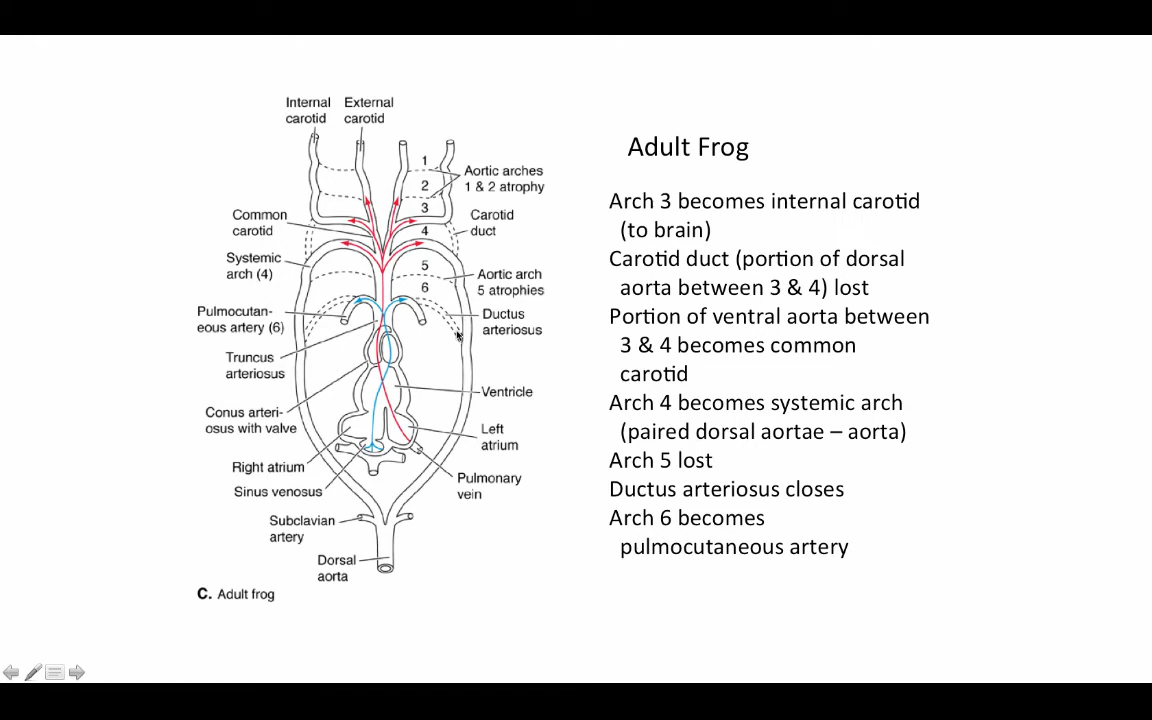 Internal carotid
External carotid
1
Aortic arches
1 & 2 atrophy
2
3
Common
carotid
Carotid
duct
4
Systemic
arch (4)
5
Aortic arch
5 atrophies
6
Pulmocutan-
eous artery (6)
Ductus
arteriosus
Truncus
arteriosus
Ventricle
Conus arteri-
osus with valve
Left
atrium
Right atrium
Pulmonary
vein
Sinus venosus
Subclavian
artery
Dorsal
aorta
C. Adult frog
Adult Frog
Arch 3 becomes internal carotid
(to brain)
Carotid duct (portion of dorsal
aorta between 3 & 4) lost
Portion of ventral aorta between
3 & 4 becomes common
carotid
Arch 4 becomes systemic arch
(paired dorsal aortae – aorta)
Arch 5 lost
Ductus arteriosus closes
Arch 6 becomes
pulmocutaneous artery